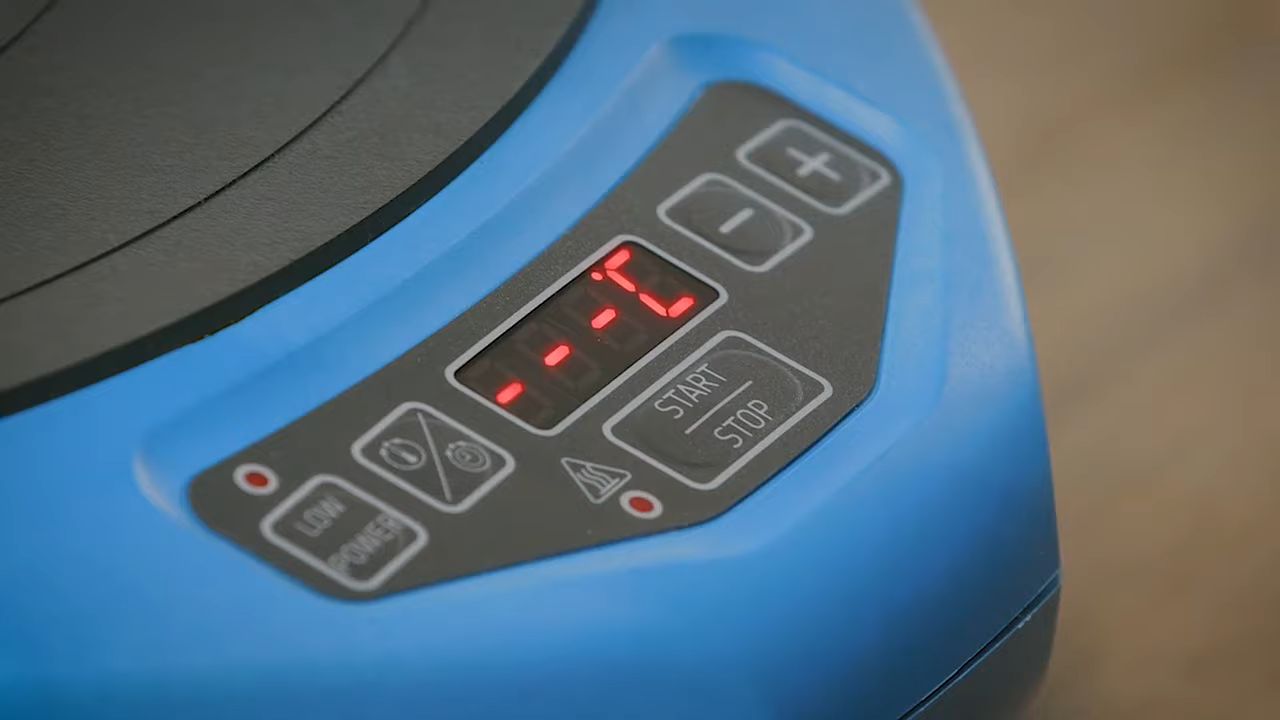 +
-
---°C
START
STOP
LOW
POWER